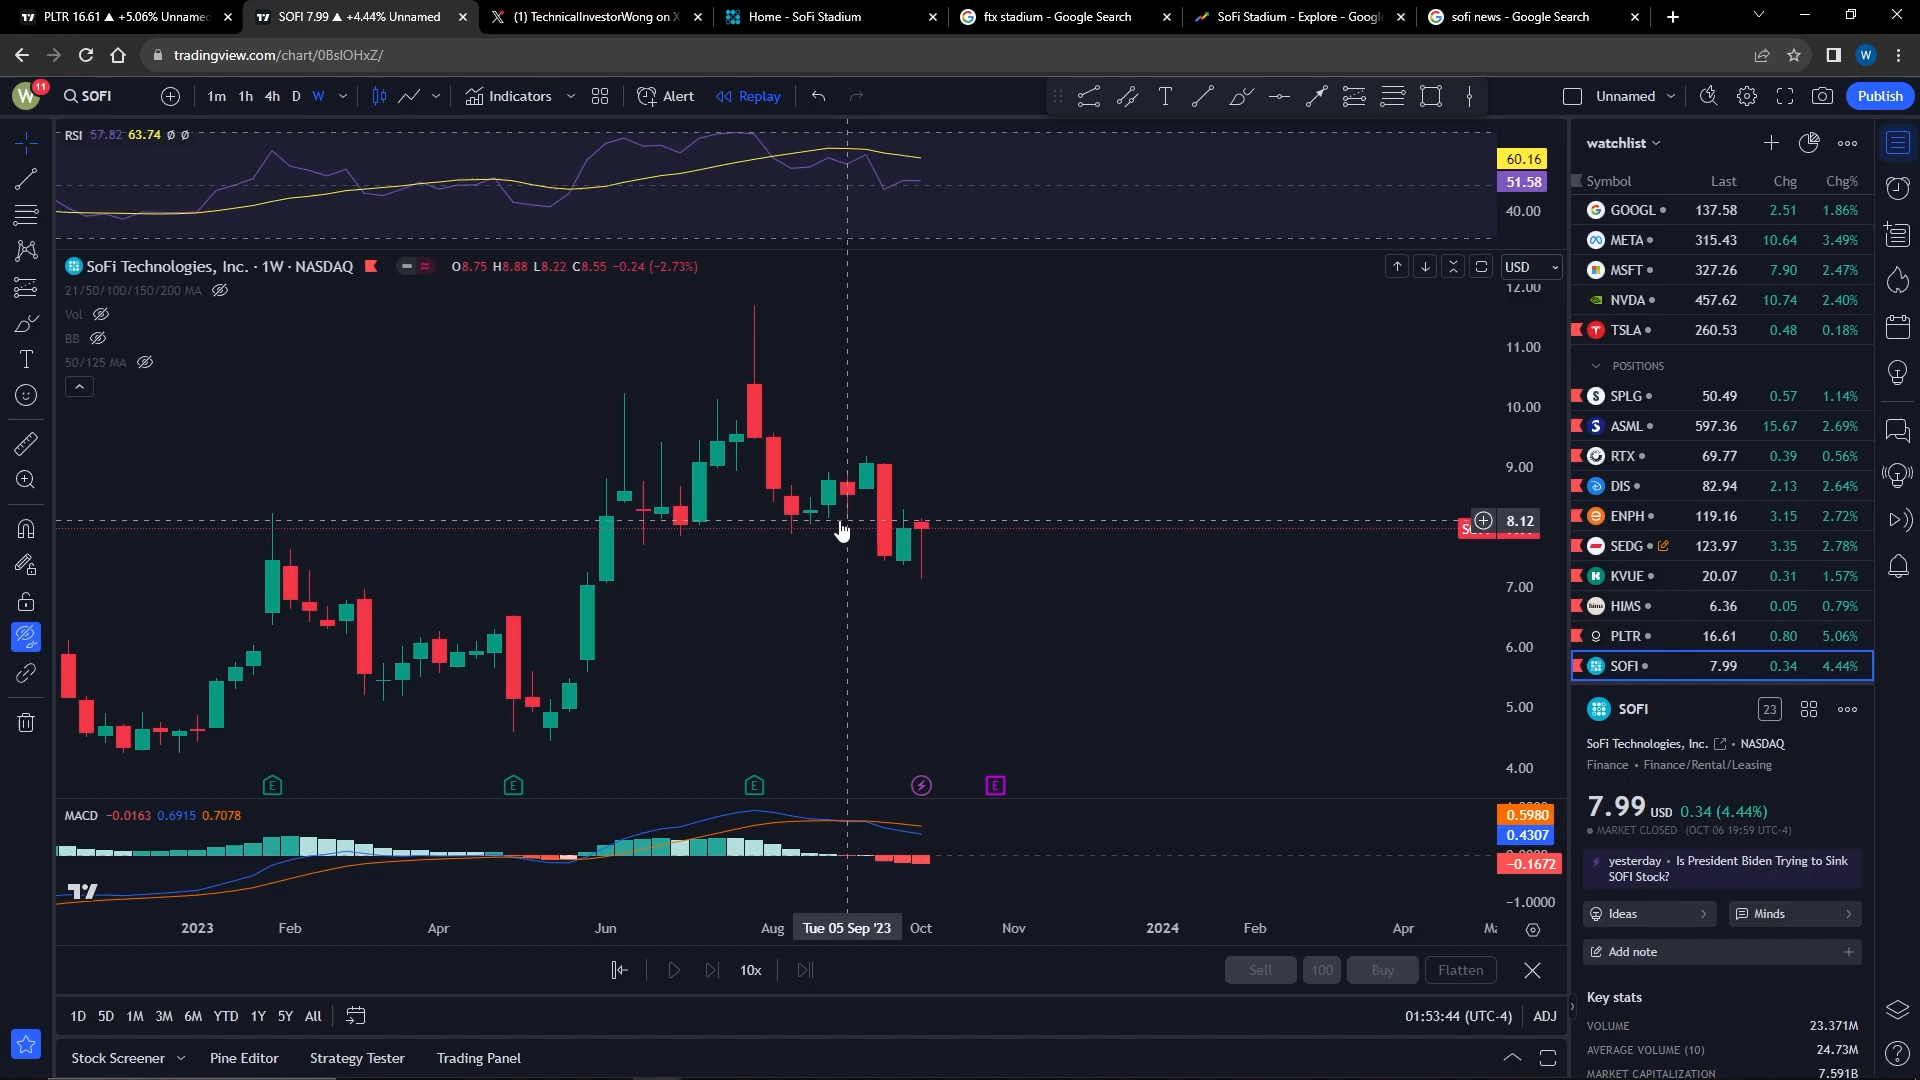 PLTR 16.61 ▲ +5.06% Unnamed
SOFI 7.99 ▲ +4.44% Unnamed
(1) TechnicalInvestorWong on X
Home - SoFi Stadium
ftx stadium - Google Search
SoFi Stadium - Explore - Google
sofi news - Google Search
tradingview.com/chart/0BsIOHxZ/
W
W
11
SOFI
1m 1h 4h D W
Indicators
Alert
Replay
Unnamed
Publish
RSI 57.82 63.74 ø ø
60.16
51.58
40.00
SoFi Technologies, Inc. · 1W · NASDAQ
O8.75 H8.88 L8.22 C8.55 −0.24 (−2.73%)
USD
21/50/100/150/200 MA
Vol
BB
50/125 MA
12.00
11.00
10.00
9.00
8.12
7.00
6.00
5.00
4.00
E
E
E
E
MACD −0.0163 0.6915 0.7078
0.5980
0.4307
−0.1672
−1.0000
2023 Feb Apr Jun Aug Tue 05 Sep '23 Oct Nov 2024 Feb Apr
10x
Sell 100 Buy Flatten
1D 5D 1M 3M 6M YTD 1Y 5Y All
01:53:44 (UTC-4) ADJ
Stock Screener Pine Editor Strategy Tester Trading Panel
watchlist
Symbol Last Chg Chg%
GOOGL 137.58 2.51 1.86%
META 315.43 10.64 3.49%
MSFT 327.26 7.90 2.47%
NVDA 457.62 10.74 2.40%
TSLA 260.53 0.48 0.18%
POSITIONS
SPLG 50.49 0.57 1.14%
ASML 597.36 15.67 2.69%
RTX 69.77 0.39 0.56%
DIS 82.94 2.13 2.64%
ENPH 119.16 3.15 2.72%
SEDG 123.97 3.35 2.78%
KVUE 20.07 0.31 1.57%
HIMS 6.36 0.05 0.79%
PLTR 16.61 0.80 5.06%
SOFI 7.99 0.34 4.44%
SOFI
23
SoFi Technologies, Inc. • NASDAQ
Finance • Finance/Rental/Leasing
7.99 USD 0.34 (4.44%)
MARKET CLOSED (OCT 06 19:59 UTC-4)
yesterday • Is President Biden Trying to Sink
SOFI Stock?
Ideas
Minds
Add note
Key stats
VOLUME 23.371M
AVERAGE VOLUME (10) 24.73M
MARKET CAPITALIZATION 7.591B